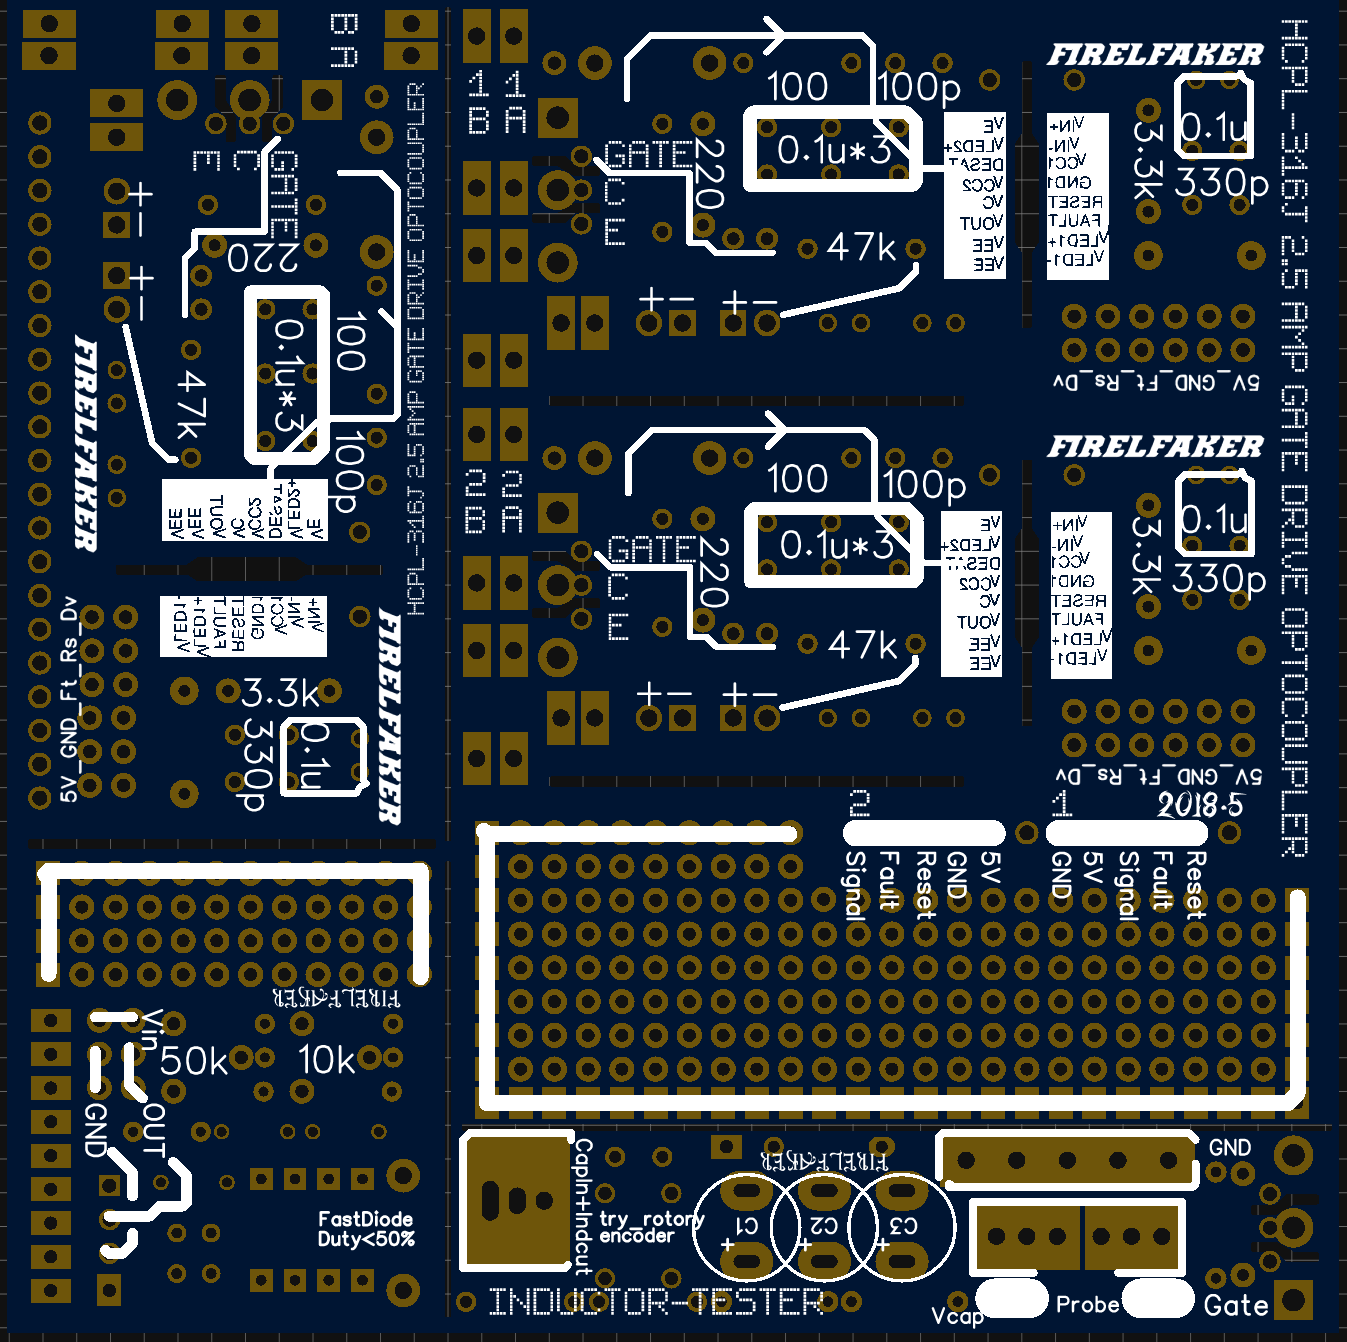 B A
HCPL-316J 2.5 AMP GATE DRIVE OPTOCOUPLER
E C GATE
+-
220
+-
0.1u*3
100
47k
100p
FIRELFAKER
VEE
VEE
VOUT
VC
VCC2
DESAT
VLED2+
VE
VLED1-
VLED1+
FAULT
RESET
GND1
VCC1
VIN-
VIN+
5V_GND_Ft_Rs_Dv
3.3k
330p
0.1u
FIRELFAKER
1 1
B A
100
100p
GATE
C
E
220
0.1u*3
47k
+- +-
VE
VLED2+
DESAT
VCC2
VC
VOUT
VEE
VEE
FIRELFAKER
VIN+
VIN-
VCC1
GND1
RESET
FAULT
VLED1+
VLED1-
3.3k
0.1u
330p
5V_GND_Ft_Rs_Dv
HCPL-316J 2.5 AMP GATE DRIVE OPTOCOUPLER
2 2
B A
100
100p
GATE
C
E
220
0.1u*3
47k
+- +-
VE
VLED2+
DESAT
VCC2
VC
VOUT
VEE
VEE
FIRELFAKER
VIN+
VIN-
VCC1
GND1
RESET
FAULT
VLED1+
VLED1-
3.3k
0.1u
330p
5V_GND_Ft_Rs_Dv
2 1 2018.5
Signal
Fault
Reset
GND
5V
GND
5V
Signal
Fault
Reset
FIRELFAKER
Vin
50k
10k
GND
OUT
FastDiode
Duty<50%
CapIn+Indcut
try_rotory
encoder
FIRELFAKER
C1 C2 C3
+ + +
GND
INDUCTOR-TESTER
Vcap
Probe
Gate